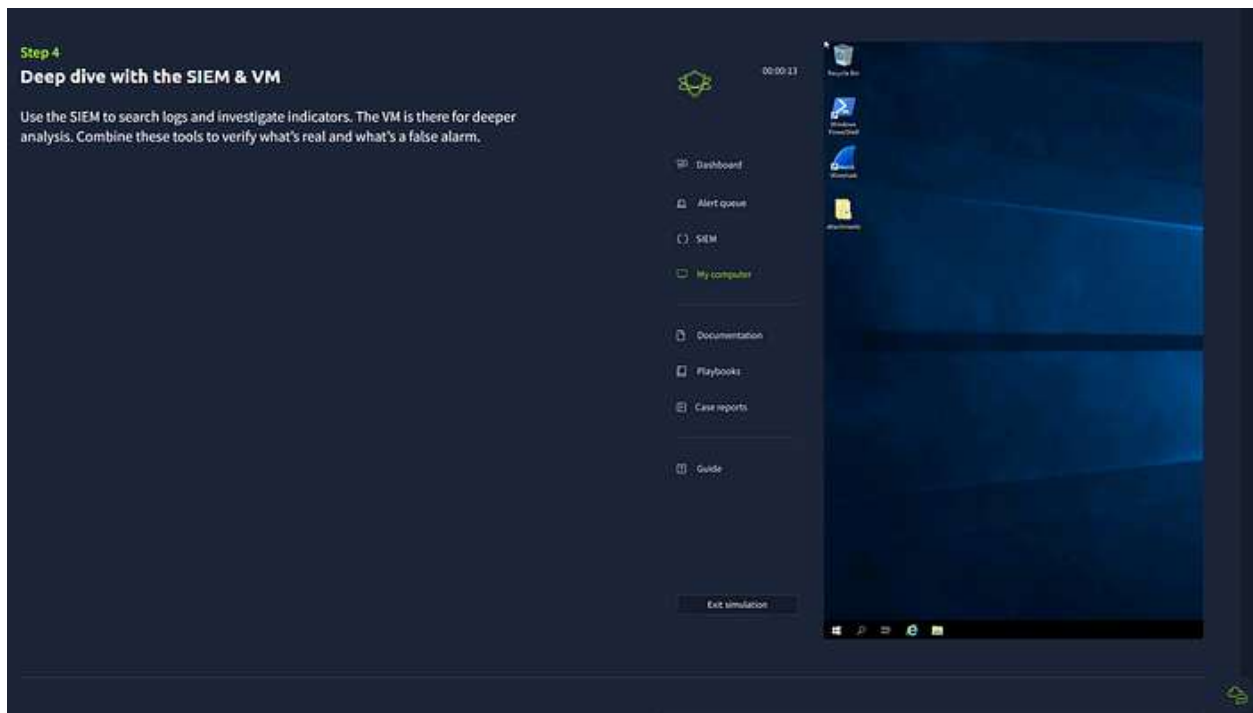 Step 4
Deep dive with the SIEM & VM
Use the SIEM to search logs and investigate indicators. The VM is there for deeper
analysis. Combine these tools to verify what's real and what's a false alarm.
00:00:13
Dashboard
Alert queue
SIEM
My computer
Documentation
Playbooks
Case reports
Guide
Exit simulation
Recycle Bin
Windows
PowerShell
Wireshark
attachments